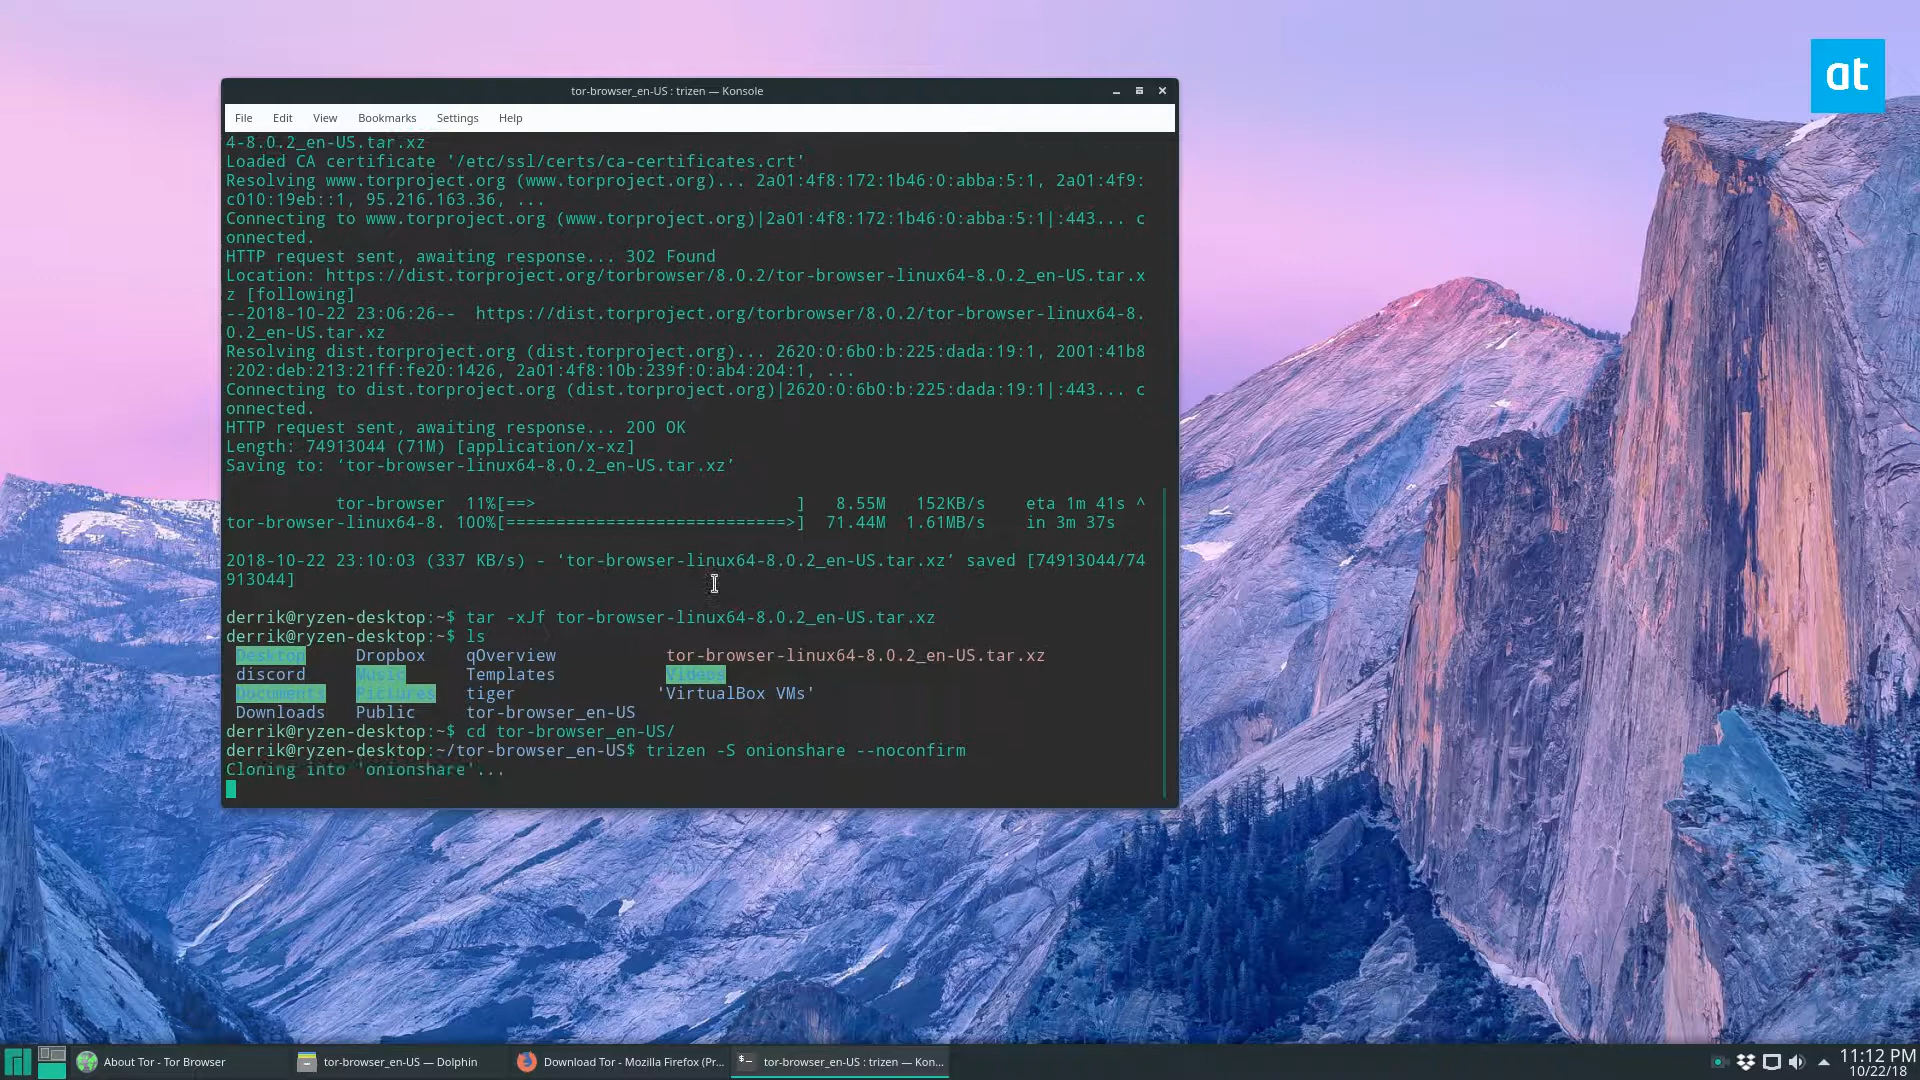 at
tor-browser_en-US : trizen — Konsole
File Edit View Bookmarks Settings Help
4-8.0.2_en-US.tar.xz
Loaded CA certificate '/etc/ssl/certs/ca-certificates.crt'
Resolving www.torproject.org (www.torproject.org)... 2a01:4f8:172:1b46:0:abba:5:1, 2a01:4f9:
c010:19eb::1, 95.216.163.36, ...
Connecting to www.torproject.org (www.torproject.org)|2a01:4f8:172:1b46:0:abba:5:1|:443... c
onnected.
HTTP request sent, awaiting response... 302 Found
Location: https://dist.torproject.org/torbrowser/8.0.2/tor-browser-linux64-8.0.2_en-US.tar.x
z [following]
--2018-10-22 23:06:26--  https://dist.torproject.org/torbrowser/8.0.2/tor-browser-linux64-8.
0.2_en-US.tar.xz
Resolving dist.torproject.org (dist.torproject.org)... 2620:0:6b0:b:225:dada:19:1, 2001:41b8
:202:deb:213:21ff:fe20:1426, 2a01:4f8:10b:239f:0:ab4:204:1, ...
Connecting to dist.torproject.org (dist.torproject.org)|2620:0:6b0:b:225:dada:19:1|:443... c
onnected.
HTTP request sent, awaiting response... 200 OK
Length: 74913044 (71M) [application/x-xz]
Saving to: ‘tor-browser-linux64-8.0.2_en-US.tar.xz’
tor-browser 11%[==> ] 8.55M 152KB/s eta 1m 41s ^
tor-browser-linux64-8. 100%[============================>] 71.44M 1.61MB/s in 3m 37s
2018-10-22 23:10:03 (337 KB/s) - ‘tor-browser-linux64-8.0.2_en-US.tar.xz’ saved [74913044/74
913044]
derrik@ryzen-desktop:~$ tar -xJf tor-browser-linux64-8.0.2_en-US.tar.xz
derrik@ryzen-desktop:~$ ls
Desktop Dropbox qOverview tor-browser-linux64-8.0.2_en-US.tar.xz
discord Music Templates Videos
Documents Pictures tiger 'VirtualBox VMs'
Downloads Public tor-browser_en-US
derrik@ryzen-desktop:~$ cd tor-browser_en-US/
derrik@ryzen-desktop:~/tor-browser_en-US$ trizen -S onionshare --noconfirm
Cloning into 'onionshare'...
About Tor - Tor Browser tor-browser_en-US — Dolphin Download Tor - Mozilla Firefox (Pr... tor-browser_en-US : trizen — Kon... 11:12 PM
10/22/18